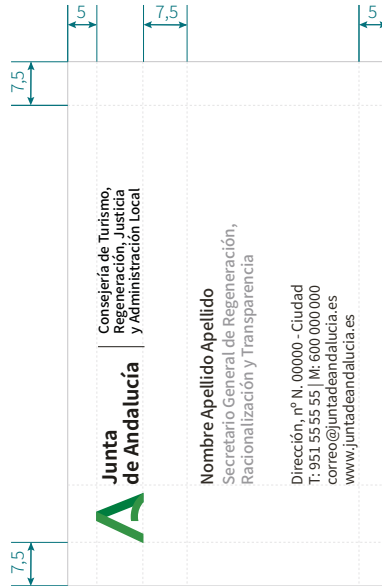 5
7,5
5
7,5
7,5
Junta
de Andalucía
Consejería de Turismo,
Regeneración, Justicia
y Administración Local
Nombre Apellido Apellido
Secretario General de Regeneración,
Racionalización y Transparencia
Dirección, nº N. 00000 - Ciudad
T: 951 55 55 55 | M: 600 000 000
correo@juntadeandalucia.es
www.juntadeandalucia.es